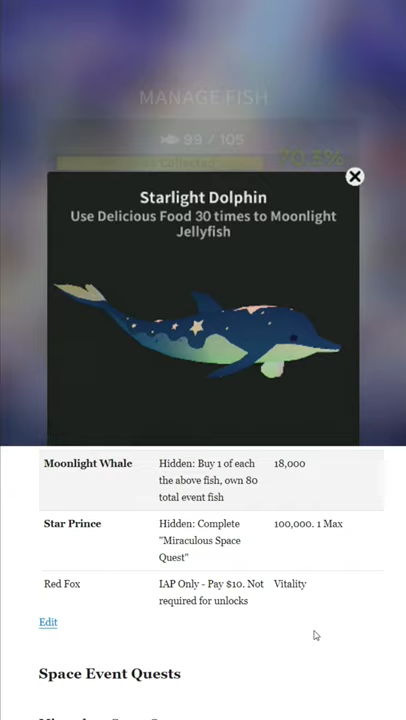 MANAGE FISH
99 / 105
Collected
70.3%
Starlight Dolphin
Use Delicious Food 30 times to Moonlight
Jellyfish
Moonlight Whale
Hidden: Buy 1 of each
the above fish, own 80
total event fish
18,000
Star Prince
Hidden: Complete
"Miraculous Space
Quest"
100,000. 1 Max
Red Fox
IAP Only - Pay $10. Not
required for unlocks
Vitality
Edit
Space Event Quests